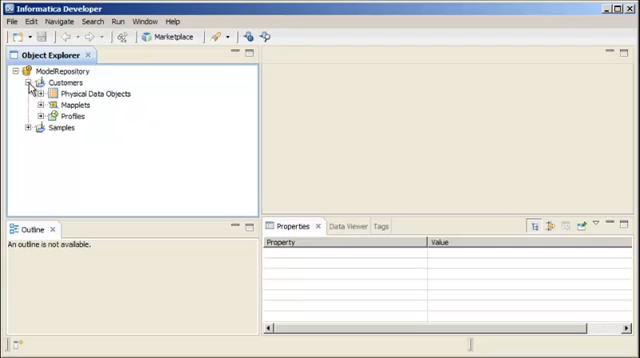 Informatica Developer
File Edit Navigate Search Run Window Help
Marketplace
Object Explorer
ModelRepository
Customers
Physical Data Objects
Mapplets
Profiles
Samples
Outline
An outline is not available.
Properties Data Viewer Tags
Property Value